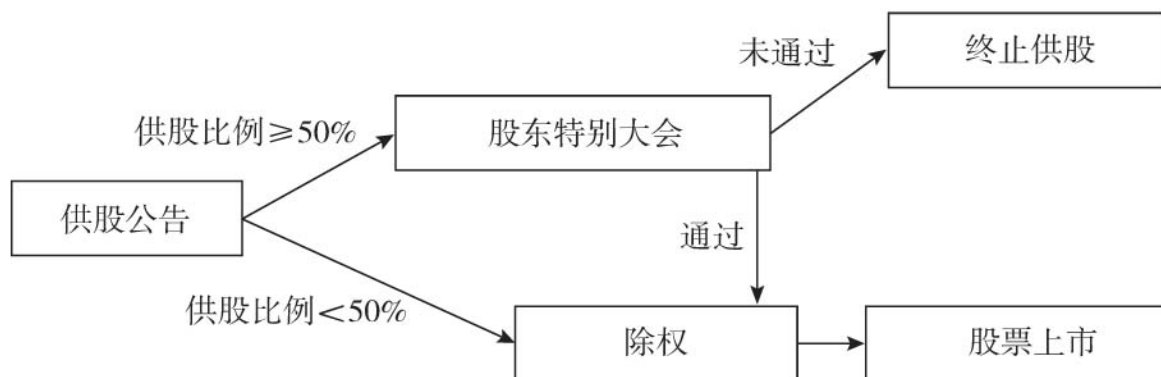 终止供股
未通过
股东特别大会
供股比例≥50%
供股公告
通过
供股比例<50%
除权
股票上市